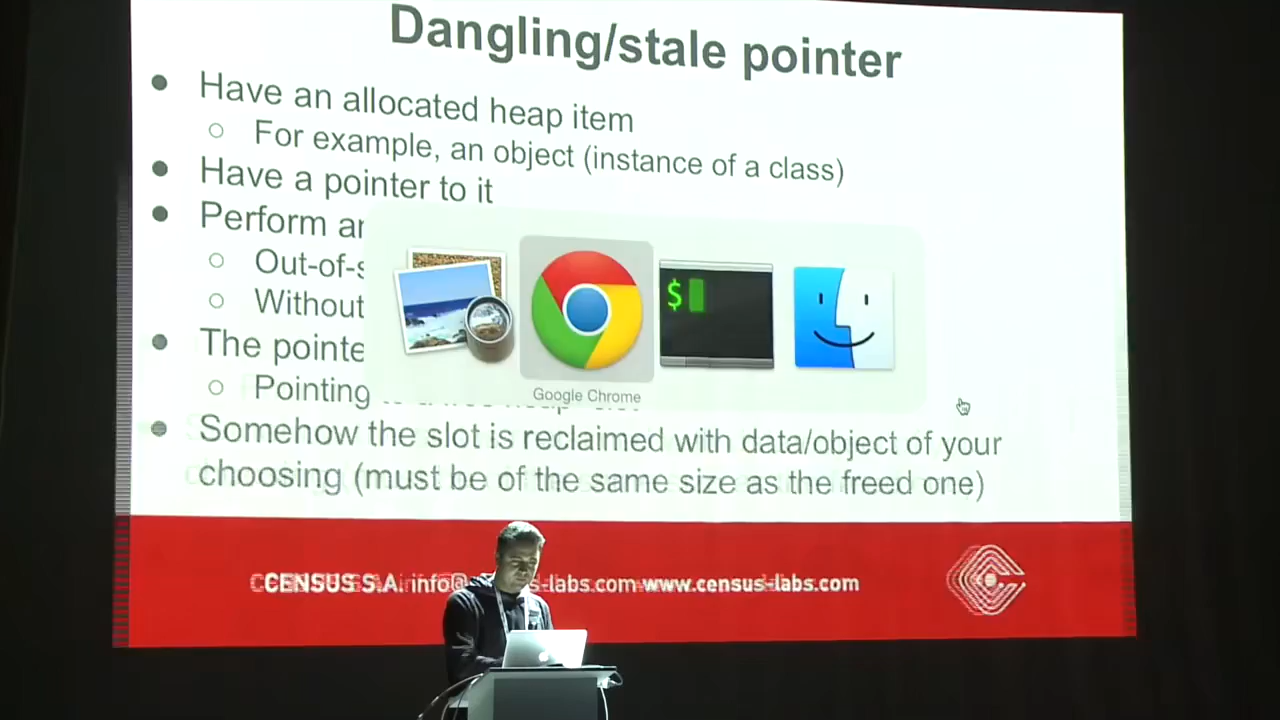 Dangling/stale pointer
Have an allocated heap item
For example, an object (instance of a class)
Have a pointer to it
Perform
Out-of-
Without
The
Pointing
$
Google Chrome
Somehow the slot is reclaimed with data/object of your
choosing (must be of the same size as the freed one)
CENSUS S.A. info@ s-labs.com www.census-labs.com